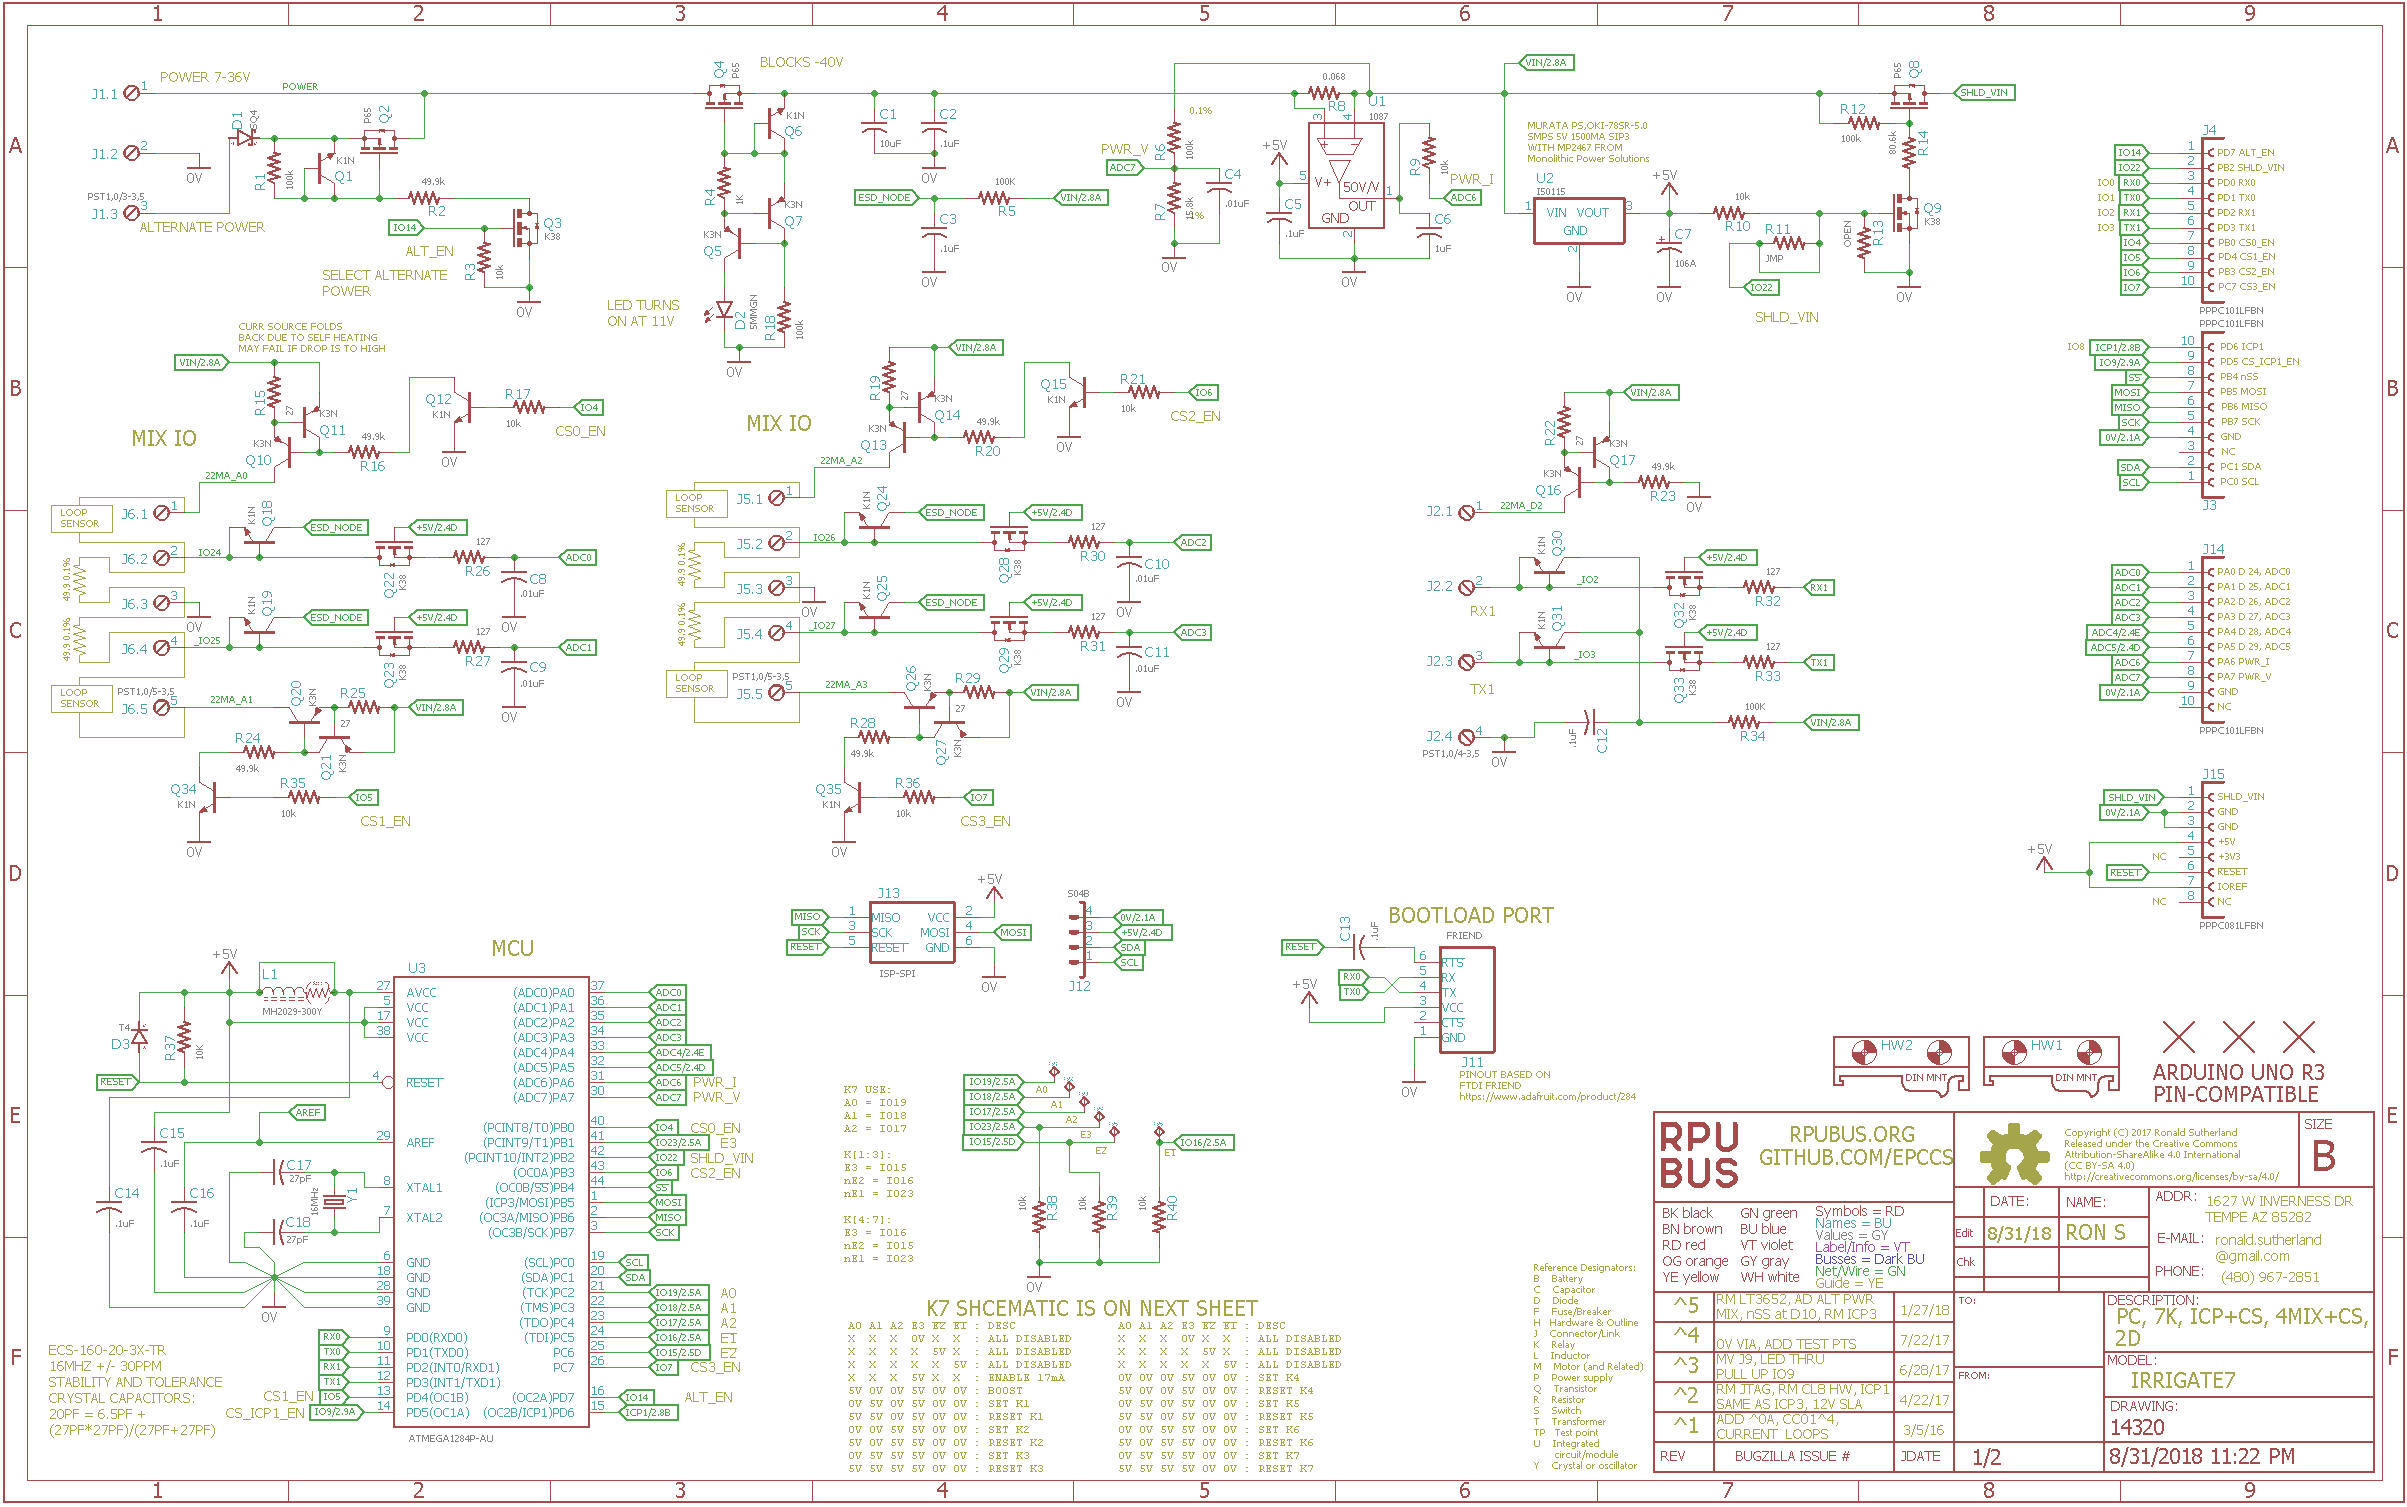 1 2 3 4 5 6 7 8 9
A
B
C
D
E
F
POWER 7-36V
J1.1
1
POWER
J1.2
2
0V
D1
SQ4
Q2
P65
R1
100k
K1N
Q1
49.9k
R2
PST1,0/3-3,5
J1.3
3
ALTERNATE POWER
IO14
ALT_EN
Q3
K38
R3
10k
SELECT ALTERNATE
POWER
0V
BLOCKS -40V
Q4
P65
K1N
Q6
R4
1K
K3N
Q7
K3N
Q5
LED TURNS
ON AT 11V
D2
5MMGN
R18
100k
0V
C1
10uF
C2
.1uF
0V
ESD_NODE
100K
R5
VIN/2.8A
C3
.1uF
0V
PWR_V
ADC7
0.1%
R6
100k
R7
15.8k
1%
C4
.01uF
0V
0.068
R8
U1
1087
3
4
+5V
5
V+
50V/V
OUT
1
GND
2
C5
.1uF
0V
R9
10k
PWR_I
ADC6
C6
1uF
VIN/2.8A
MURATA PS,OKI-78SR-5.0
SMPS 5V 1500MA SIP3
WITH MP2467 FROM
Monolithic Power Solutions
U2
I50115
1
VIN VOUT
GND
3
2
0V
+5V
C7
106A
0V
10k
R10
R11
JMP
IO22
SHLD_VIN
R12
100k
Q8
P65
SHLD_VIN
80.6k
R14
Q9
K38
OPEN
R13
0V
J4
IO14 1 PD7 ALT_EN
IO22 2 PB2 SHLD_VIN
IO0 RX0 3 PD0 RX0
IO1 TX0 4 PD1 TX0
IO2 RX1 5 PD2 RX1
IO3 TX1 6 PD3 TX1
IO4 7 PB0 CS0_EN
IO5 8 PD4 CS1_EN
IO6 9 PB3 CS2_EN
IO7 10 PC7 CS3_EN
PPPC101LFBN
PPPC101LFBN
IO8 ICP1/2.8B 10 PD6 ICP1
IO9/2.9A 9 PD5 CS_ICP1_EN
SS 8 PB4 nSS
MOSI 7 PB5 MOSI
MISO 6 PB6 MISO
SCK 5 PB7 SCK
0V/2.1A 4 GND
3 NC
SDA 2 PC1 SDA
SCL 1 PC0 SCL
J3
CURR SOURCE FOLDS
BACK DUE TO SELF HEATING
MAY FAIL IF DROP IS TO HIGH
VIN/2.8A
R15
27
K3N
Q11
K3N
Q10
49.9k
R16
Q12
K1N
0V
R17
10k
IO4
CS0_EN
MIX IO
22MA_A0
LOOP
SENSOR
J6.1
1
K1N
Q18
ESD_NODE
+5V/2.4D
J6.2
2
IO24
Q22
K38
127
R26
ADC0
C8
.01uF
0V
49.9 0.1%
J6.3
3
0V
K1N
Q19
ESD_NODE
+5V/2.4D
49.9 0.1%
J6.4
4
_IO25
Q23
K38
127
R27
ADC1
C9
.01uF
0V
LOOP
SENSOR
PST1,0/5-3,5
J6.5
5
22MA_A1
Q20
K3N
R25
27
VIN/2.8A
R24
49.9k
Q21
K3N
Q34
K1N
R35
10k
IO5
CS1_EN
0V
MIX IO
VIN/2.8A
R19
27
K3N
Q14
K3N
Q13
49.9k
R20
Q15
K1N
0V
R21
10k
IO6
CS2_EN
22MA_A2
LOOP
SENSOR
J5.1
1
K1N
Q24
ESD_NODE
+5V/2.4D
J5.2
2
IO26
Q28
K38
127
R30
ADC2
C10
.01uF
0V
49.9 0.1%
J5.3
3
0V
K1N
Q25
ESD_NODE
+5V/2.4D
49.9 0.1%
J5.4
4
_IO27
Q29
K38
127
R31
ADC3
C11
.01uF
0V
LOOP
SENSOR
PST1,0/5-3,5
J5.5
5
22MA_A3
Q26
K3N
R29
27
VIN/2.8A
R28
49.9k
Q27
K3N
Q35
K1N
R36
10k
IO7
CS3_EN
0V
VIN/2.8A
R22
27
K3N
Q17
K3N
Q16
49.9k
R23
0V
J2.1
1
22MA_D2
K1N
Q30
+5V/2.4D
J2.2
2
_IO2
RX1
Q32
K38
127
R32
RX1
K1N
Q31
+5V/2.4D
J2.3
3
_IO3
TX1
Q33
K38
127
R33
TX1
J2.4
4
PST1,0/4-3,5
0V
.1uF
C12
100K
R34
VIN/2.8A
J14
ADC0 1 PA0 D 24, ADC0
ADC1 2 PA1 D 25, ADC1
ADC2 3 PA2 D 26, ADC2
ADC3 4 PA3 D 27, ADC3
ADC4/2.4E 5 PA4 D 28, ADC4
ADC5/2.4D 6 PA5 D 29, ADC5
ADC6 7 PA6 PWR_I
ADC7 8 PA7 PWR_V
0V/2.1A 9 GND
10 NC
PPPC101LFBN
J15
SHLD_VIN 1 SHLD_VIN
0V/2.1A 2 GND
3 GND
+5V 4 +5V
NC 5 +3V3
RESET 6 RESET
7 IOREF
NC 8 NC
PPPC081LFBN
J13
+5V
MISO 1 MISO VCC 2
SCK 3 SCK MOSI 4 MOSI
RESET 5 RESET GND 6
ISP-SPI
0V
S04B
4 0V/2.1A
3 +5V/2.4D
2 SDA
1 SCL
J12
BOOTLOAD PORT
FRIEND
RESET
C13
.1uF
6 RTS
RX0 5 RX
TX0 4 TX
+5V 3 VCC
2 CTS
1 GND
J11
0V
PINOUT BASED ON
FTDI FRIEND
https://www.adafruit.com/product/284
MCU
+5V
L1
MH2029-300Y
U3
T4
D3
R37
10K
RESET
AREF
C15
.1uF
C14
.1uF
C16
.1uF
C17
27pF
C18
27pF
16MHz
Y1
0V
27 AVCC (ADC0)PA0 37 ADC0
5 VCC (ADC1)PA1 36 ADC1
17 VCC (ADC2)PA2 35 ADC2
38 VCC (ADC3)PA3 34 ADC3
(ADC4)PA4 33 ADC4/2.4E
(ADC5)PA5 32 ADC5/2.4D
4 RESET (ADC6)PA6 31 ADC6 PWR_I
(ADC7)PA7 30 ADC7 PWR_V
(PCINT8/T0)PB0 40 IO4 CS0_EN
29 AREF (PCINT9/T1)PB1 41 IO23/2.5A E3
(PCINT10/INT2)PB2 42 IO22 SHLD_VIN
(OC0A)PB3 43 IO6 CS2_EN
8 XTAL1 (OC0B/SS)PB4 44 SS
(ICP3/MOSI)PB5 1 MOSI
7 XTAL2 (OC3A/MISO)PB6 2 MISO
(OC3B/SCK)PB7 3 SCK
6 GND (SCL)PC0 19 SCL
18 GND (SDA)PC1 20 SDA
28 GND (TCK)PC2 21 IO19/2.5A A0
39 GND (TMS)PC3 22 IO18/2.5A A1
(TDO)PC4 23 IO17/2.5A A2
RX0 9 PD0(RXD0) (TDI)PC5 24 IO16/2.5A E1
TX0 10 PD1(TXD0) PC6 25 IO15/2.5D E2
RX1 11 PD2(INT0/RXD1) PC7 26 IO7 CS3_EN
TX1 12 PD3(INT1/TXD1)
CS1_EN IO5 13 PD4(OC1B) (OC2A)PD7 16 IO14 ALT_EN
CS_ICP1_EN IO9/2.9A 14 PD5(OC1A) (OC2B/ICP1)PD6 15 ICP1/2.8B
ATMEGA1284P-AU
ECS-160-20-3X-TR
16MHZ +/- 30PPM
STABILITY AND TOLERANCE
CRYSTAL CAPACITORS:
20PF = 6.5PF +
(27PF*27PF)/(27PF+27PF)
K7 USE:
A0 = IO19
A1 = IO18
A2 = IO17
K[1:3]:
E3 = IO15
nE2 = IO16
nE1 = IO23
K[4:7]:
E3 = IO16
nE2 = IO15
nE1 = IO23
IO19/2.5A
IO18/2.5A
IO17/2.5A
IO23/2.5A
IO15/2.5D
A0
A1
A2
E3
E2
E1
IO16/2.5A
10k
R38
10k
R39
10k
R40
0V
K7 SHCEMATIC IS ON NEXT SHEET
A0 A1 A2 E3 E2 E1 : DESC
X X X 0V X X : ALL DISABLED
X X X X 5V X : ALL DISABLED
X X X X X 5V : ALL DISABLED
X X X 5V X X : ENABLE 17mA
5V 0V 0V 5V 0V 0V : BOOST
0V 0V 0V 5V 0V 0V : SET K1
0V 5V 0V 5V 0V 0V : RESET K1
5V 5V 0V 5V 0V 0V : SET K2
5V 0V 5V 5V 0V 0V : RESET K2
0V 5V 5V 5V 0V 0V : SET K3
5V 5V 5V 5V 0V 0V : RESET K3
A0 A1 A2 E3 E2 E1 : DESC
X X X 0V X X : ALL DISABLED
X X X X 5V X : ALL DISABLED
X X X X X 5V : ALL DISABLED
0V 0V 0V 5V 0V 0V : SET K4
5V 0V 0V 5V 0V 0V : RESET K4
0V 5V 0V 5V 0V 0V : SET K5
5V 5V 0V 5V 0V 0V : RESET K5
0V 0V 5V 5V 0V 0V : SET K6
5V 0V 5V 5V 0V 0V : RESET K6
0V 5V 5V 5V 0V 0V : SET K7
5V 5V 5V 5V 0V 0V : RESET K7
Reference Designators:
B Battery
C Capacitor
D Diode
F Fuse/Breaker
H Hardware & Outline
J Connector/Link
K Relay
L Inductor
M Motor (and Related)
P Power supply
Q Transistor
R Resistor
S Switch
T Transformer
TP Test point
U Integrated
circuit/module
Y Crystal or oscillator
HW2
DIN MNT
HW1
DIN MNT
ARDUINO UNO R3
PIN-COMPATIBLE
RPU
BUS
RPUBUS.ORG
GITHUB.COM/EPCCS
Copyright (C) 2017 Ronald Sutherland
Released under the Creative Commons
Attribution-ShareAlike 4.0 International
(CC BY-SA 4.0)
http://creativecommons.org/licenses/by-sa/4.0/
SIZE
B
BK black GN green Symbols = RD
BN brown BU blue Names = BU
Values = GY
RD red VT violet Label/Info = VT
OG orange GY gray Busses = Dark BU
Net/Wire = GN
YE yellow WH white Guide = YE
DATE: NAME:
Edit 8/31/18 RON S
Chk
ADDR: 1627 W INVERNESS DR
TEMPE AZ 85282
E-MAIL: ronald.sutherland
@gmail.com
PHONE: (480) 967-2851
^5 RM LT3652, AD ALT PWR
MIX, nSS at D10, RM ICP3 1/27/18
^4 0V VIA, ADD TEST PTS 7/22/17
^3 MV J9, LED THRU
PULL UP IO9 6/28/17
^2 RM JTAG, RM CL8 HW, ICP1
SAME AS ICP3, 12V SLA 4/22/17
^1 ADD ^0A, CC01^4,
CURRENT LOOPS 3/5/16
REV BUGZILLA ISSUE # JDATE
TO:
FROM:
1/2
DESCRIPTION:
PC, 7K, ICP+CS, 4MIX+CS,
2D
MODEL:
IRRIGATE7
DRAWING:
14320
8/31/2018 11:22 PM
A
B
C
D
E
F
1 2 3 4 5 6 7 8 9